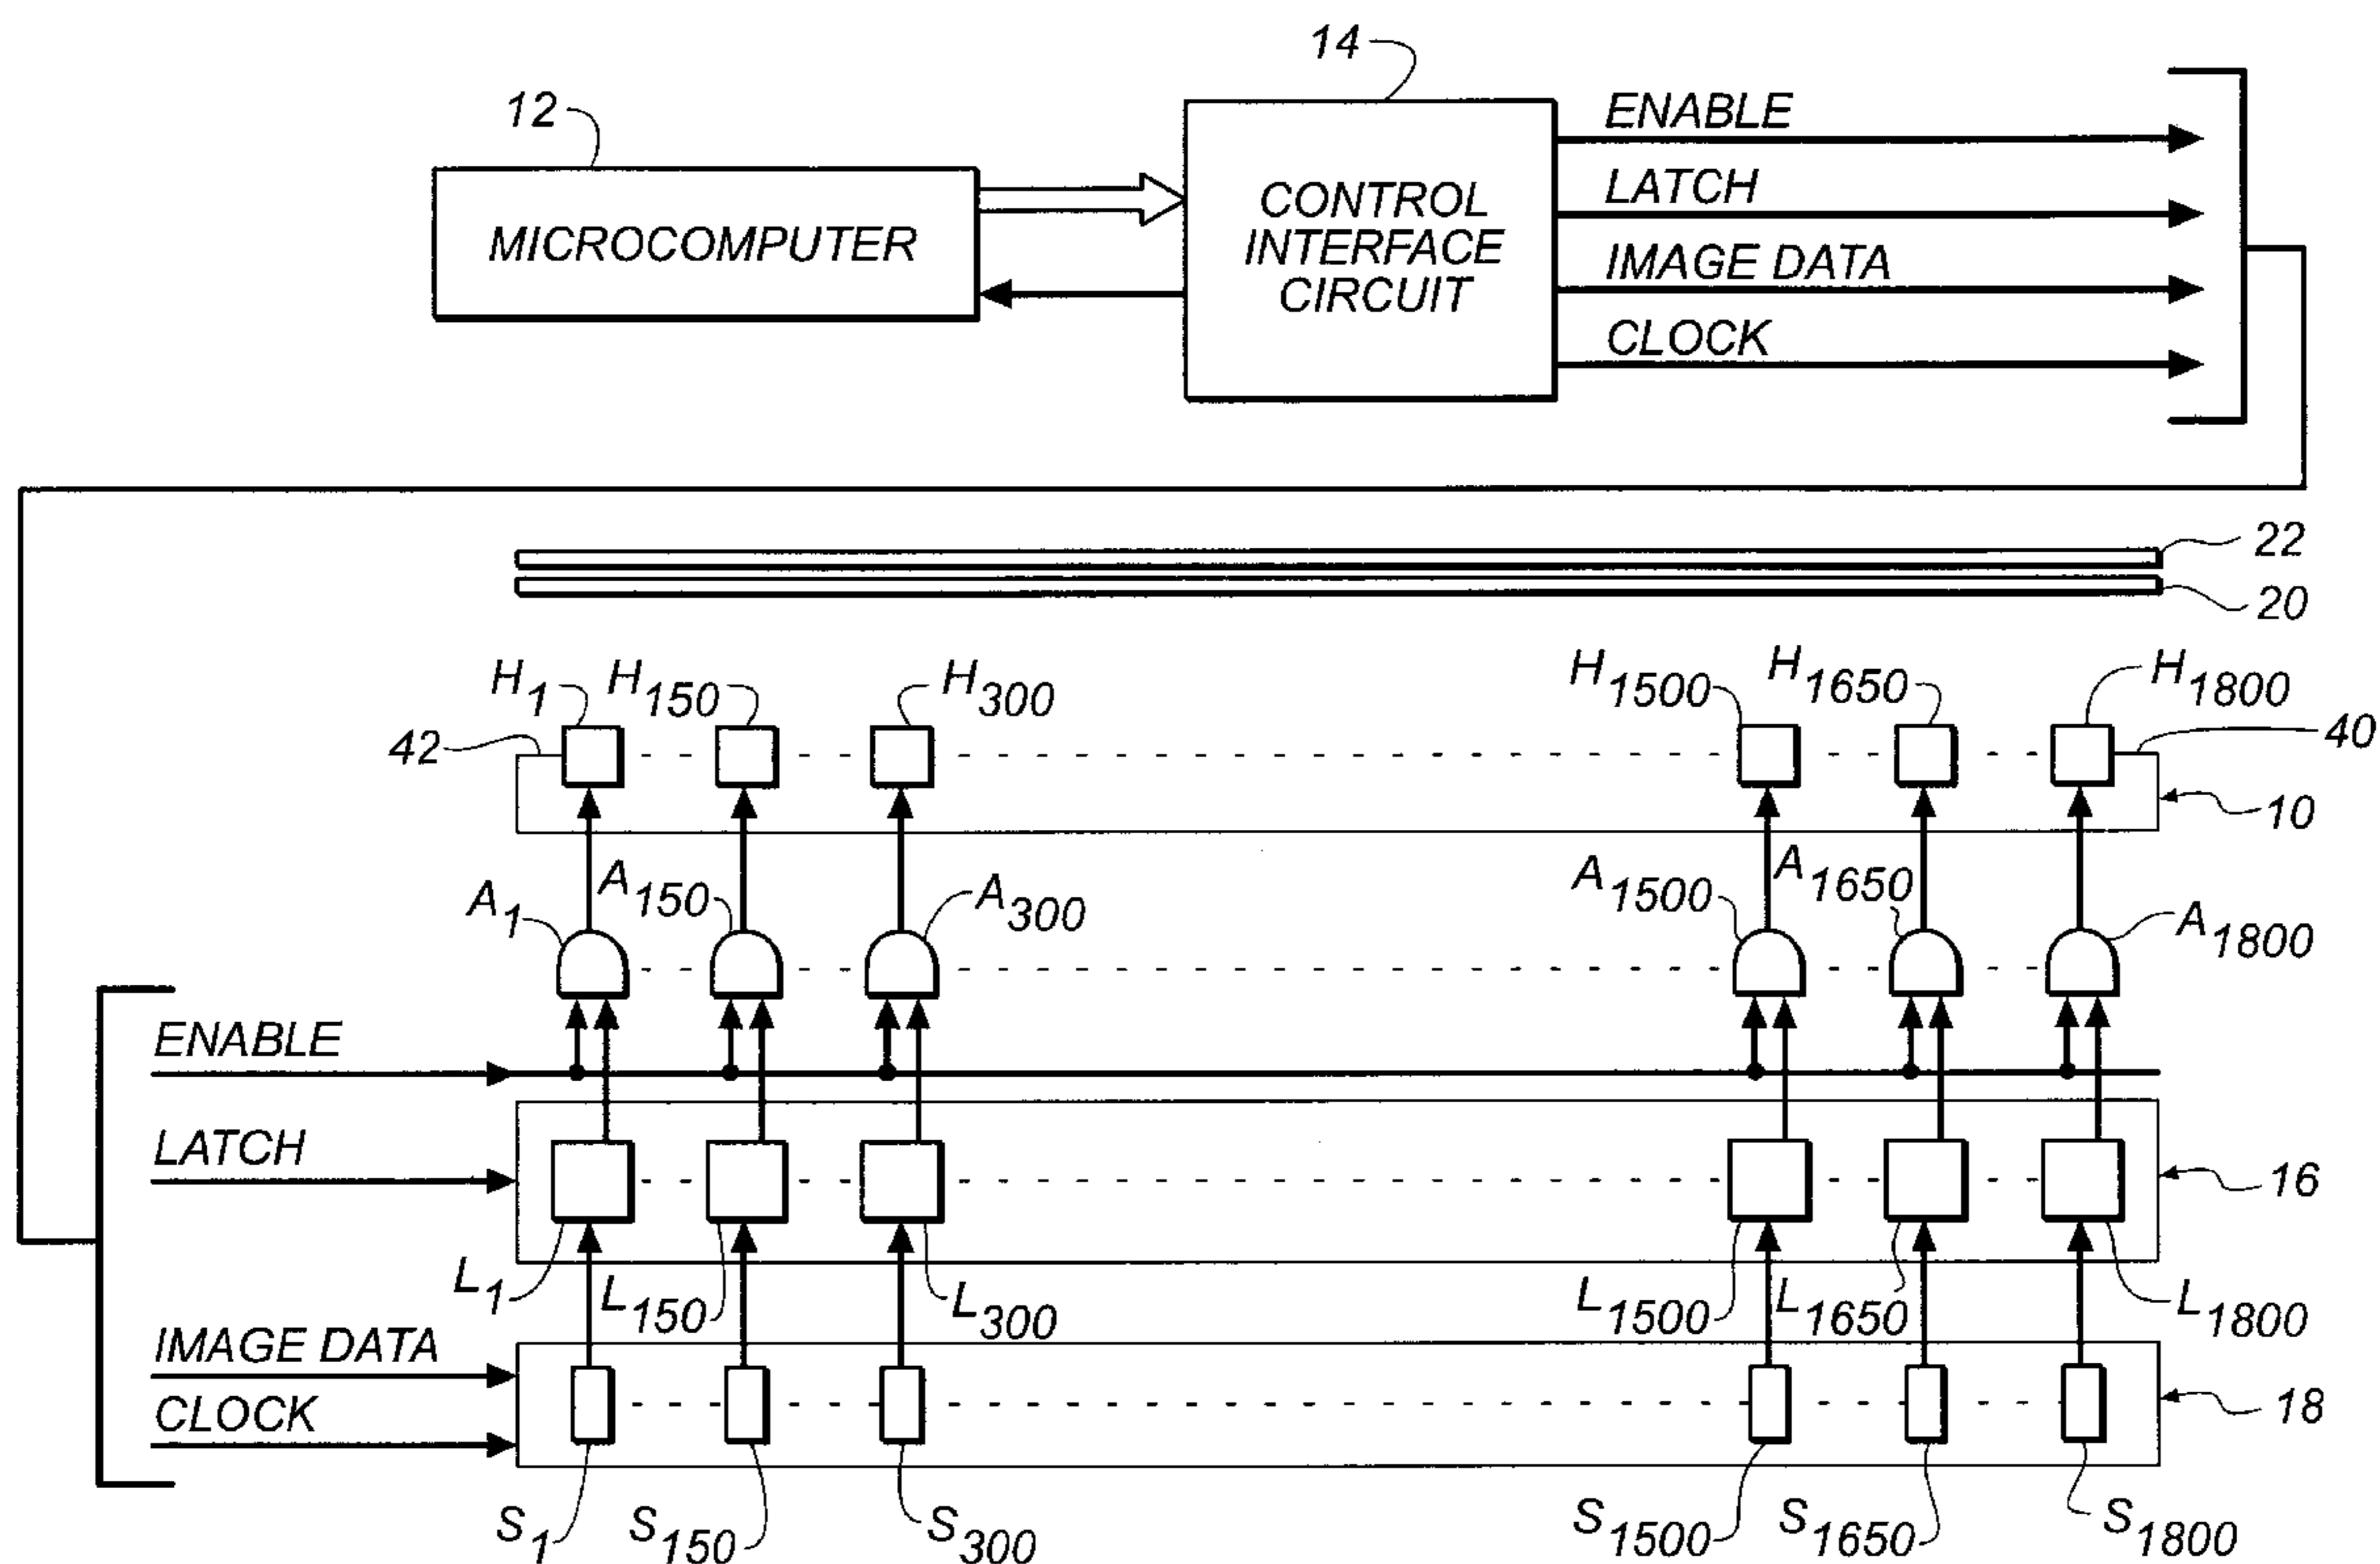 14
12
ENABLE
LATCH
IMAGE DATA
CLOCK
MICROCOMPUTER
CONTROL
INTERFACE
CIRCUIT
22
20
H1 H150 H300 H1500 H1650 H1800
42 40
10
A1 A150 A300 A1500 A1650 A1800
ENABLE
LATCH
16
L1 L150 L300 L1500 L1650 L1800
IMAGE DATA
CLOCK
18
S1 S150 S300 S1500 S1650 S1800